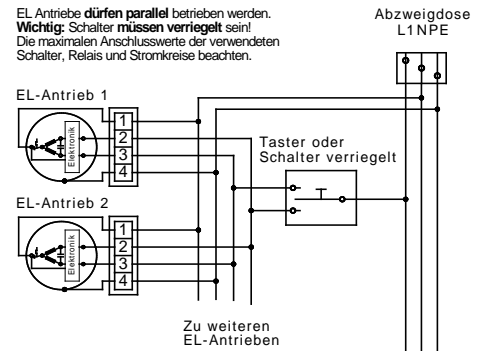 EL Antriebe dürfen parallel betrieben werden.
Wichtig: Schalter müssen verriegelt sein!
Die maximalen Anschlusswerte der verwendeten
Schalter, Relais und Stromkreise beachten.
Abzweigdose
L1NPE
EL-Antrieb 1
Elektronik
1
2
3
4
Taster oder
Schalter verriegelt
EL-Antrieb 2
Elektronik
1
2
3
4
Zu weiteren
EL-Antrieben